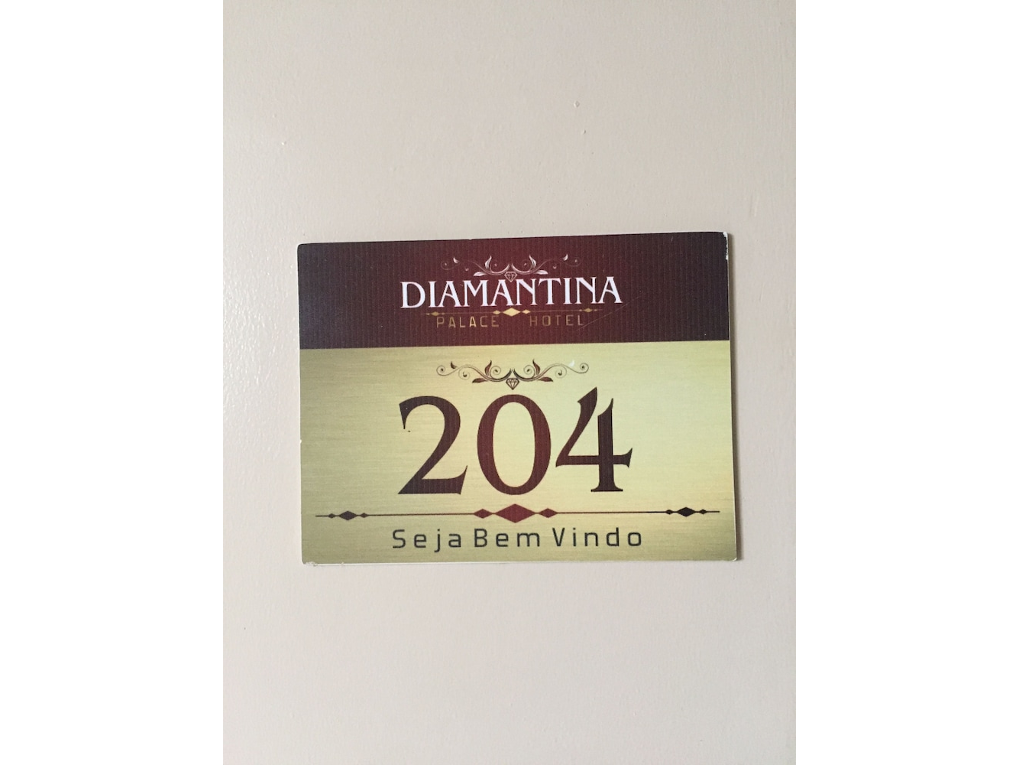 DIAMANTINA
PALACE HOTEL
204
Seja Bem Vindo